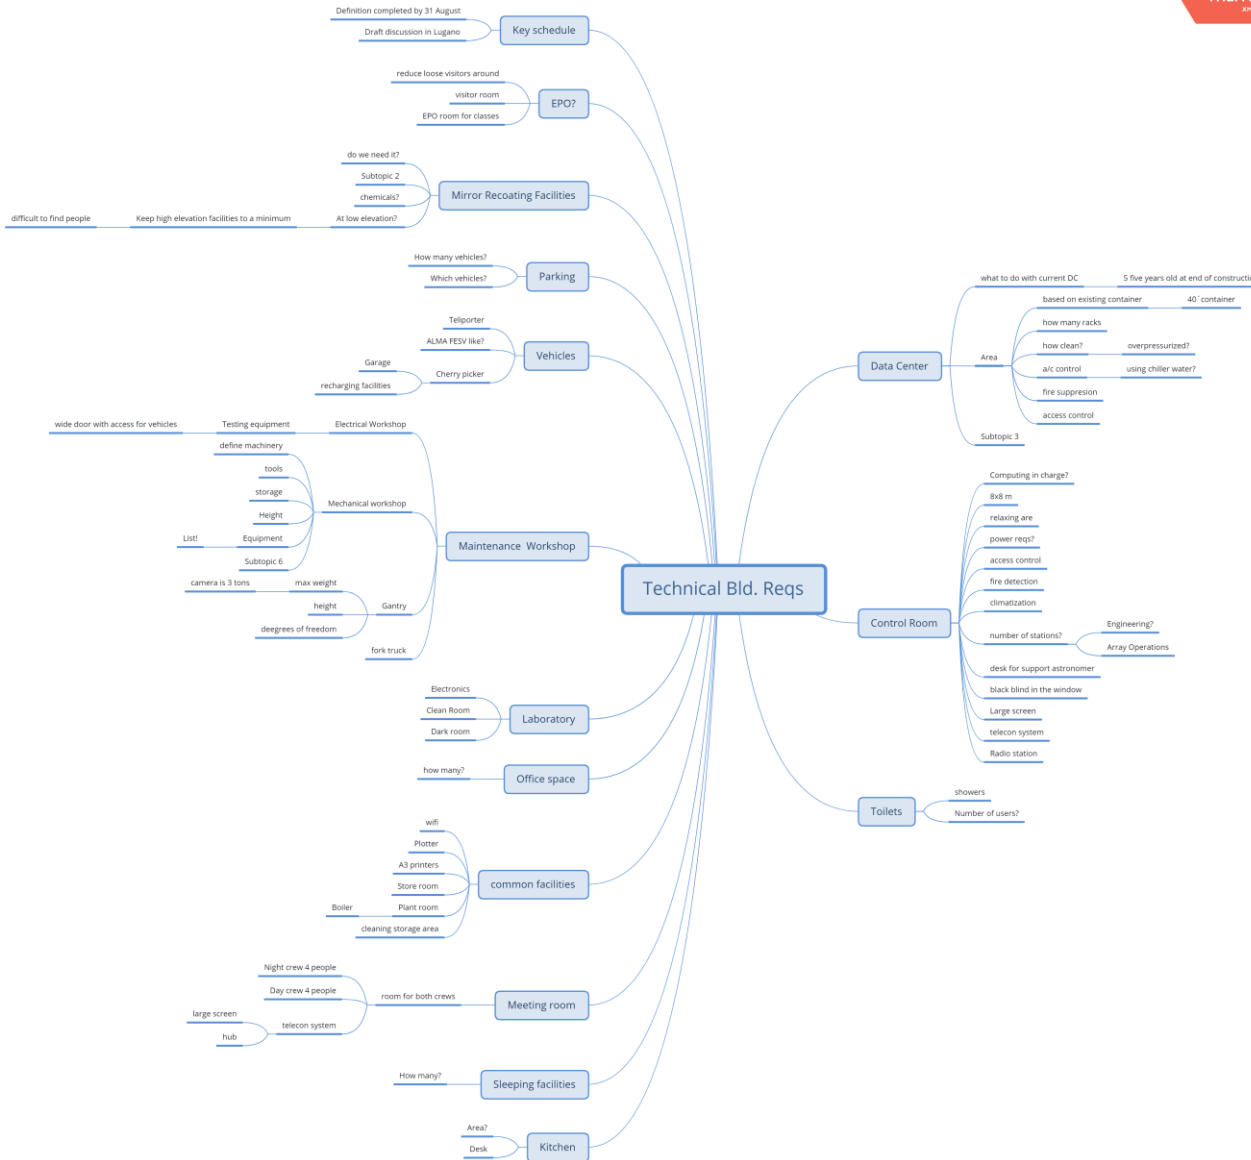 Definition completed by 31 August
Draft discussion in Lugano
Key schedule
reduce loose visitors around
visitor room
EPO room for classes
EPO?
do we need it?
Subtopic 2
chemicals?
difficult to find people
Keep high elevation facilities to a minimum
At low elevation?
Mirror Recoating Facilities
How many vehicles?
Which vehicles?
Parking
Teliporter
ALMA FESV like?
Garage
recharging facilities
Cherry picker
Vehicles
wide door with access for vehicles
Testing equipment
Electrical Workshop
define machinery
tools
storage
Height
List!
Equipment
Subtopic 6
Mechanical workshop
camera is 3 tons
max weight
height
deegrees of freedom
Gantry
fork truck
Maintenance Workshop
Electronics
Clean Room
Dark room
Laboratory
how many?
Office space
wifi
Plotter
A3 printers
Store room
Boiler
Plant room
cleaning storage area
common facilities
Night crew 4 people
Day crew 4 people
large screen
hub
telecon system
room for both crews
Meeting room
How many?
Sleeping facilities
Area?
Desk
Kitchen
Technical Bld. Reqs
Data Center
what to do with current DC
5 five years old at end of constructi
Area
based on existing container
40´container
how many racks
how clean?
overpressurized?
a/c control
using chiller water?
fire suppresion
access control
Subtopic 3
Control Room
Computing in charge?
8x8 m
relaxing are
power reqs?
access control
fire detection
climatization
number of stations?
Engineering?
Array Operations
desk for support astronomer
black blind in the window
Large screen
telecon system
Radio station
Toilets
showers
Number of users?